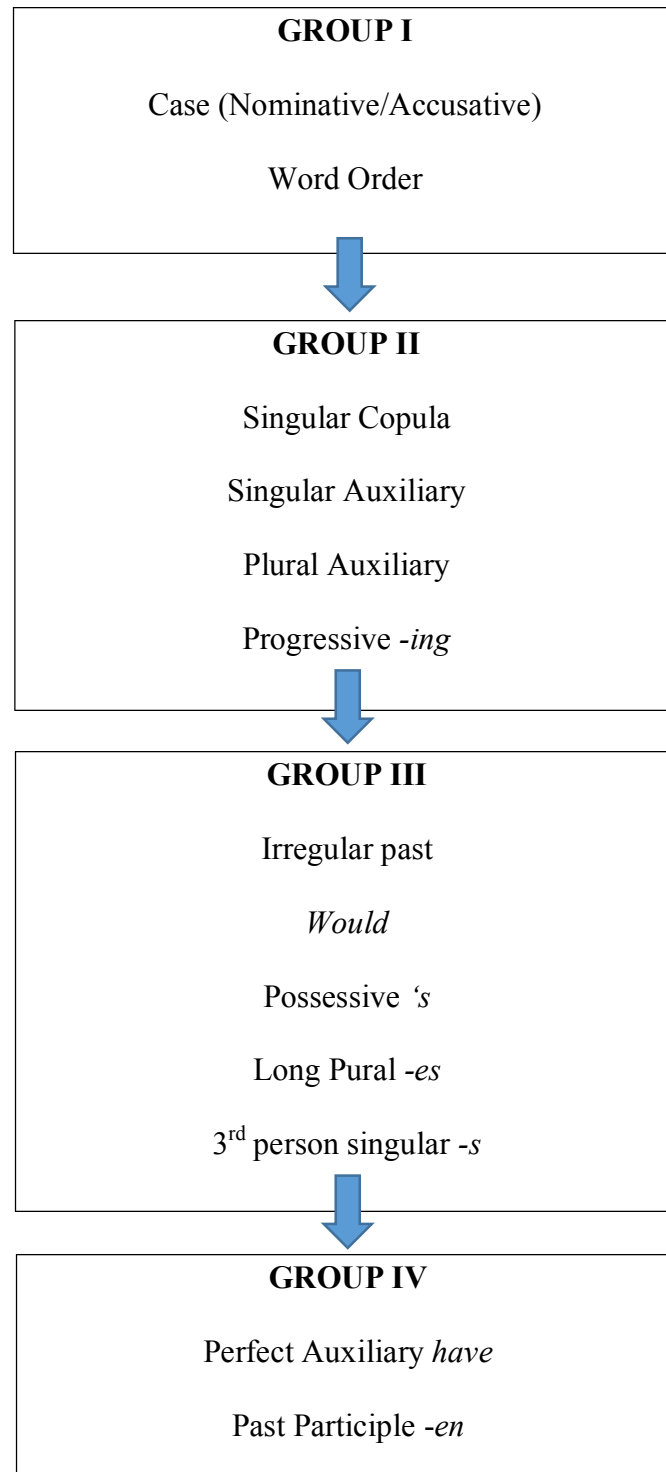 GROUP I
Case (Nominative/Accusative)
Word Order
GROUP II
Singular Copula
Singular Auxiliary
Plural Auxiliary
Progressive -ing
GROUP III
Irregular past
Would
Possessive ‘s
Long Pural -es
3rd person singular -s
GROUP IV
Perfect Auxiliary have
Past Participle -en